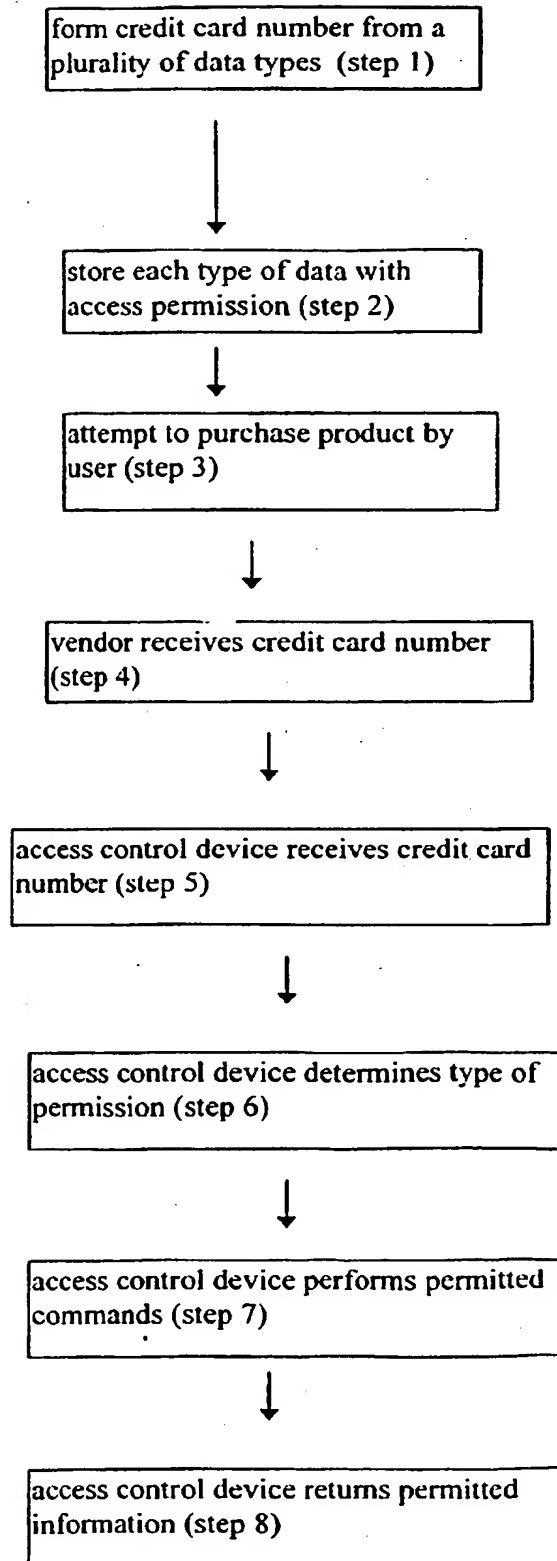 form credit card number from a
plurality of data types (step 1)
store each type of data with
access permission (step 2)
attempt to purchase product by
user (step 3)
vendor receives credit card number
(step 4)
access control device receives credit card
number (step 5)
access control device determines type of
permission (step 6)
access control device performs permitted
commands (step 7)
access control device returns permitted
information (step 8)